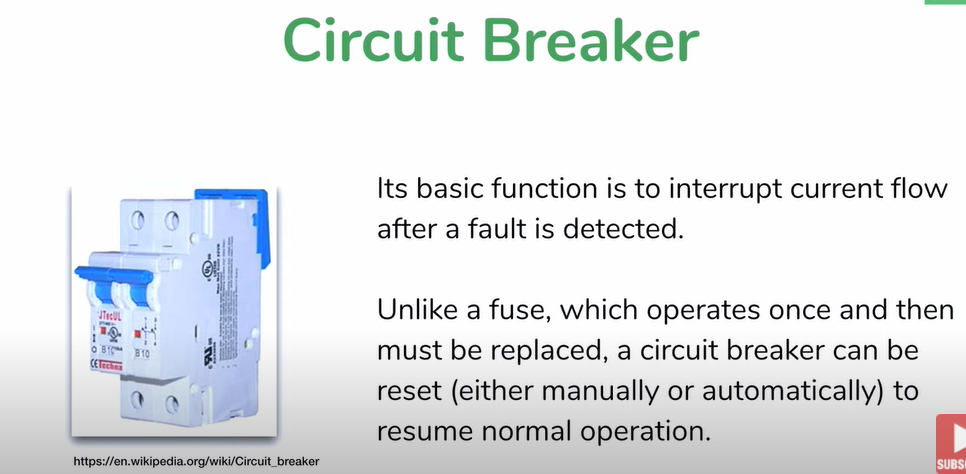 Circuit Breaker
Its basic function is to interrupt current flow
after a fault is detected.
Unlike a fuse, which operates once and then
must be replaced, a circuit breaker can be
reset (either manually or automatically) to
resume normal operation.
JTecUL
B 10
https://en.wikipedia.org/wiki/Circuit_breaker
SUBS